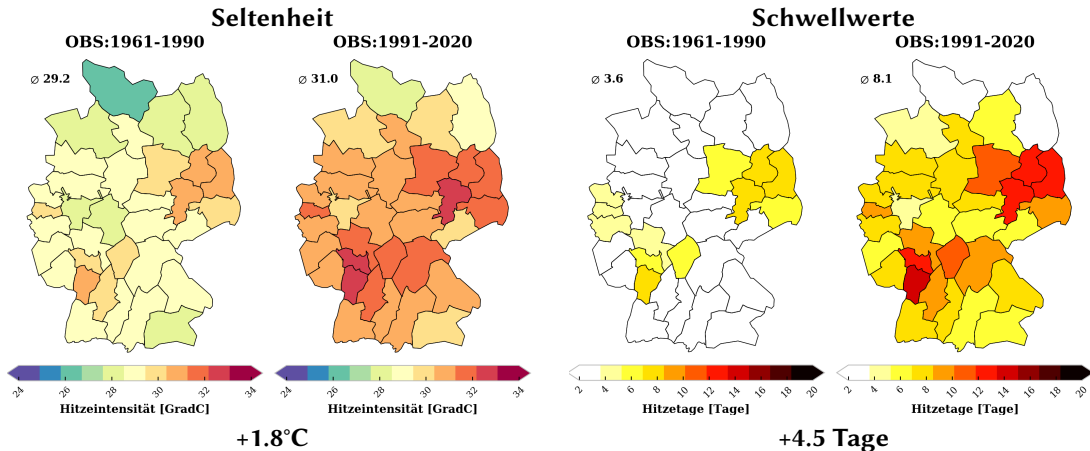 Seltenheit
Schwellwerte
OBS:1961-1990
OBS:1991-2020
OBS:1961-1990
OBS:1991-2020
⌀ 29.2
⌀ 31.0
⌀ 3.6
⌀ 8.1
24 26 28 30 32 34
24 26 28 30 32 34
2 4 6 8 10 12 14 16 18 20
2 4 6 8 10 12 14 16 18 20
Hitzeintensität [GradC]
Hitzeintensität [GradC]
Hitzetage [Tage]
Hitzetage [Tage]
+1.8°C
+4.5 Tage